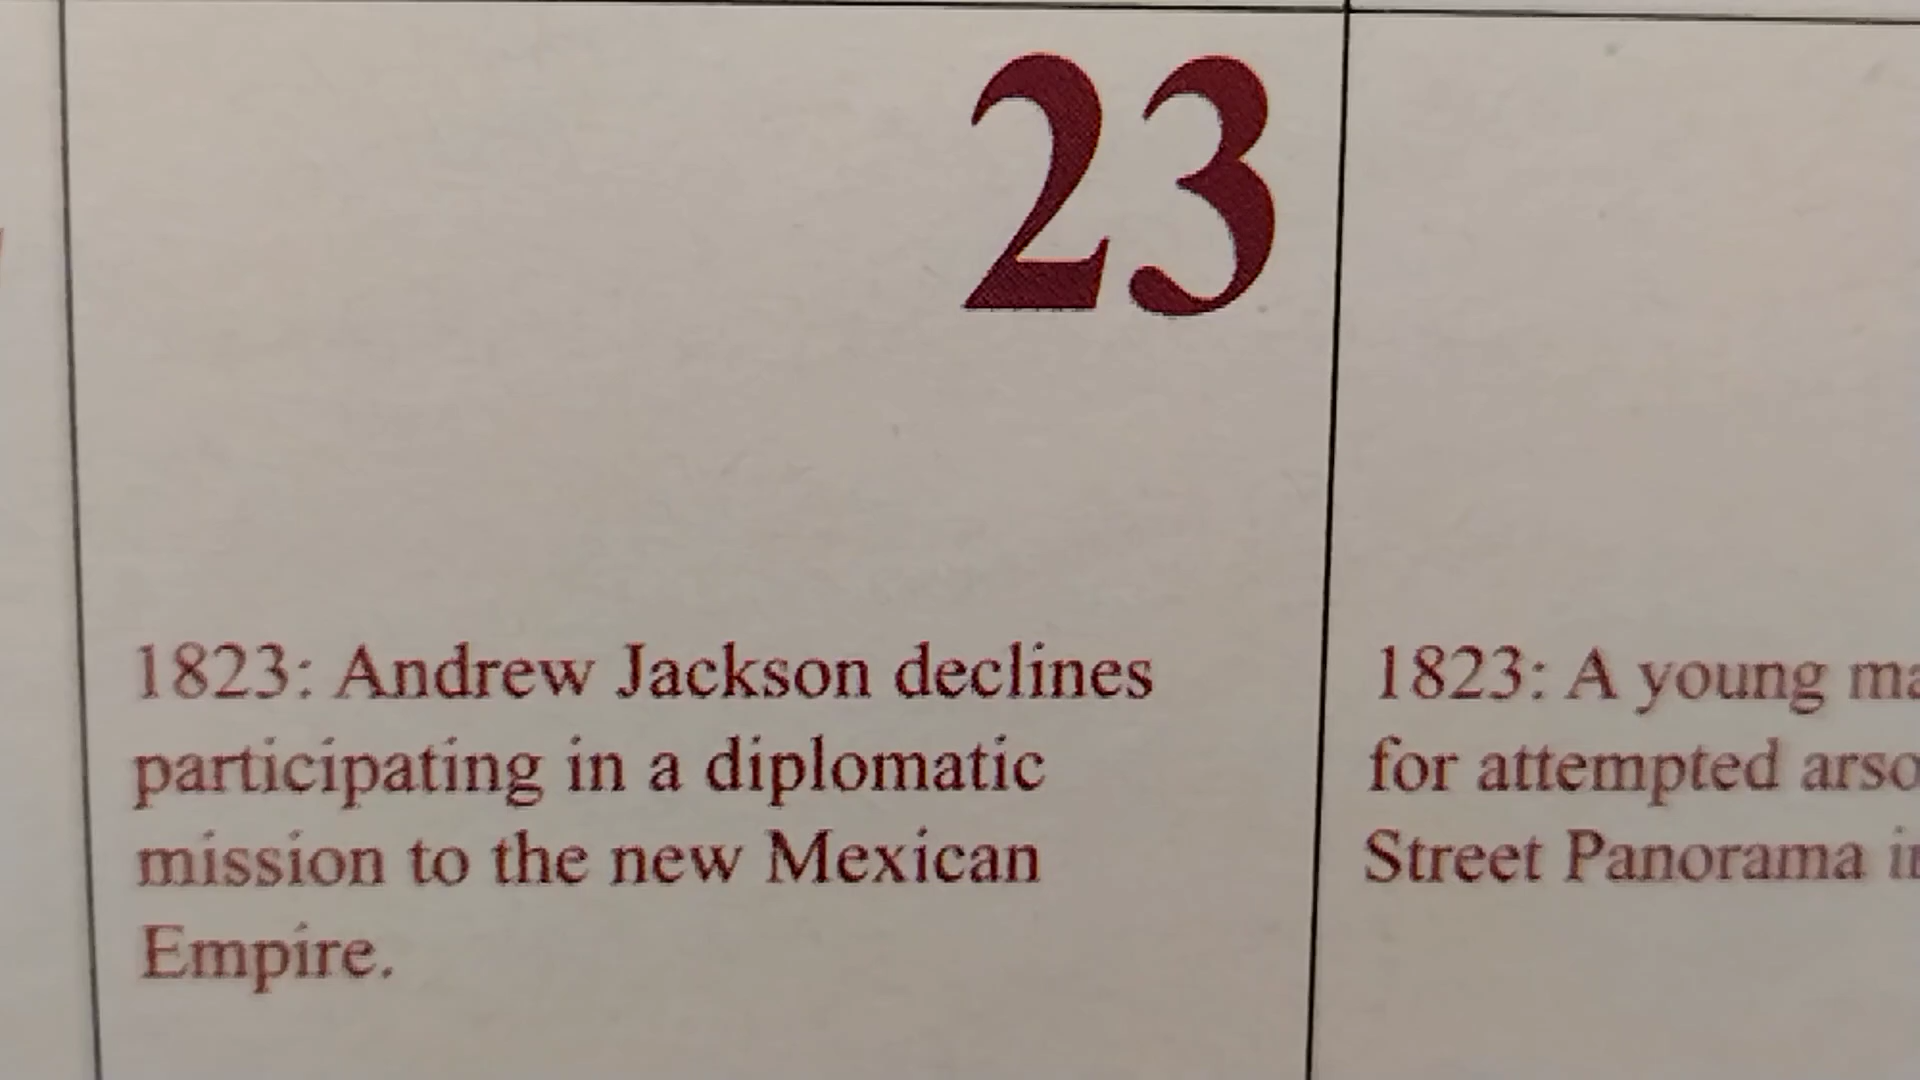 23
1823: Andrew Jackson declines
participating in a diplomatic
mission to the new Mexican
Empire.
1823: A young
for attempted
Street Panorama